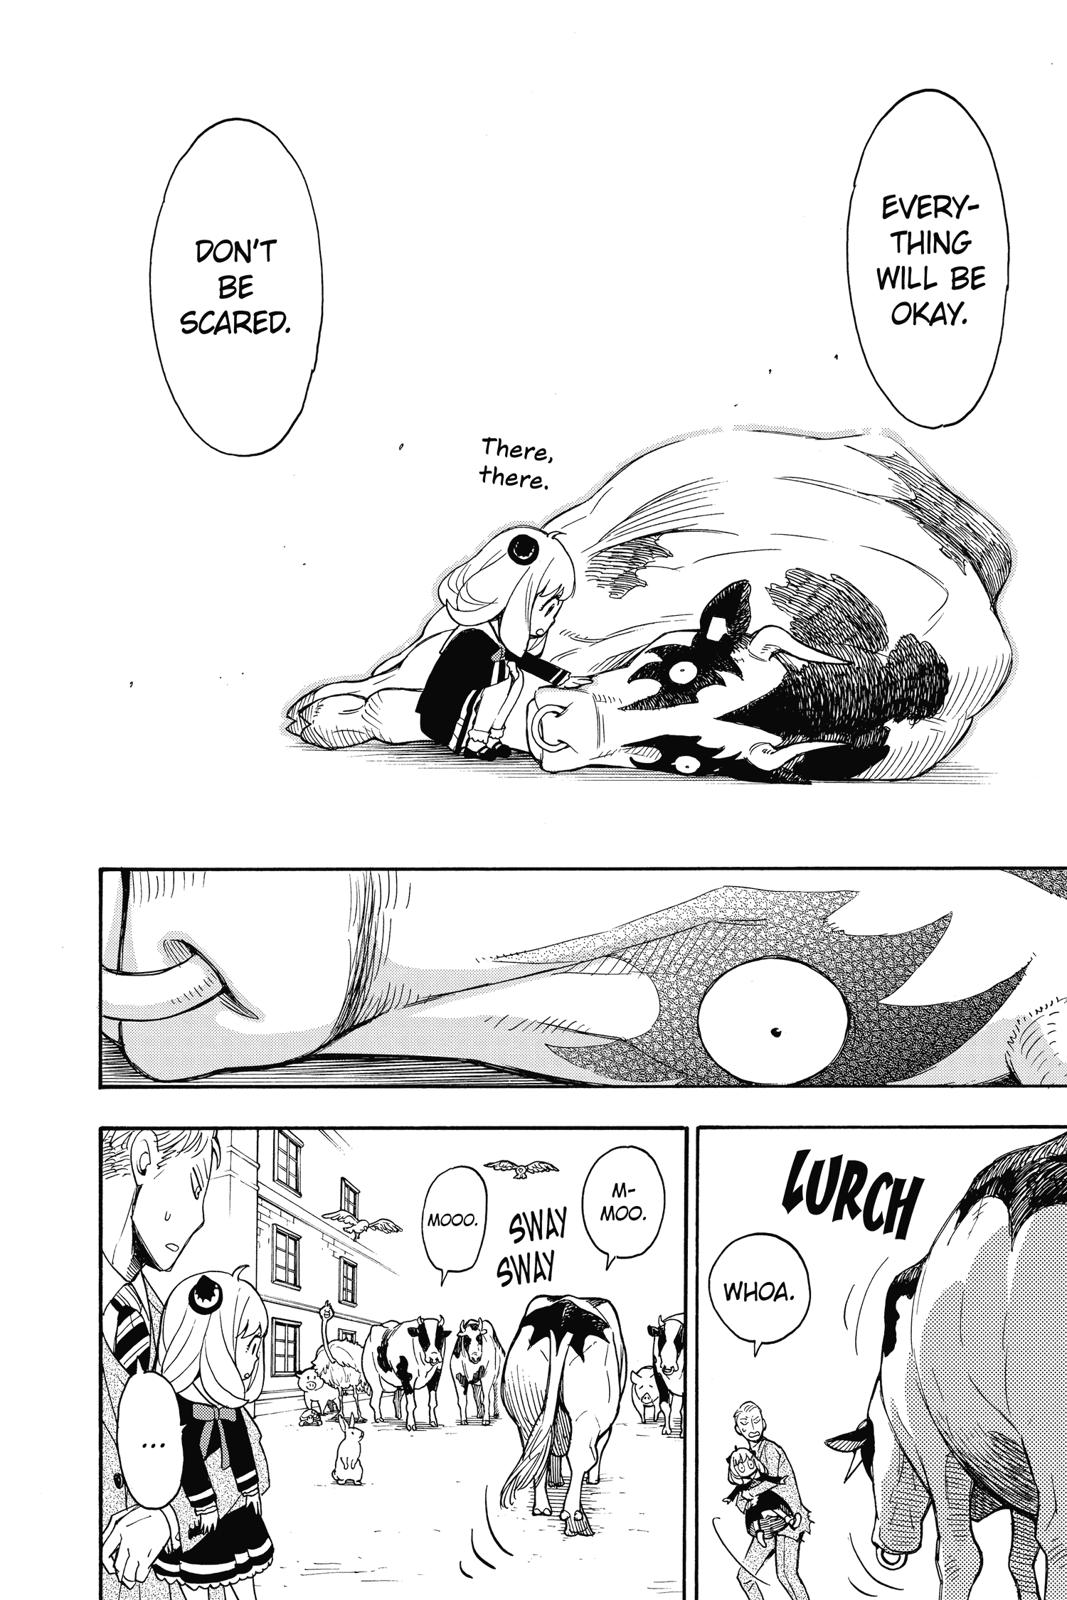 EVERY-
THING
WILL BE
OKAY.
DON'T
BE
SCARED.
There,
there.
LURCH
WHOA.
M-
MOO.
SWAY
SWAY
MOOO.
...